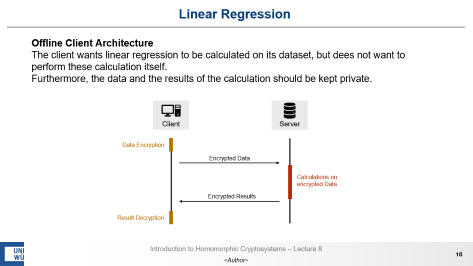 Linear Regression
Offline Client Architecture
The client wants linear regression to be calculated on its dataset, but does not want to
perform these calculation itself.
Furthermore, the data and the results of the calculation should be kept private.
Client
Server
Data Encryption
Encrypted Data
Calculations on
encrypted Data
Encrypted Results
Result Decryption
UNI
WÜ
Introduction to Homomorphic Cryptosystems – Lecture 8
<Author>
16